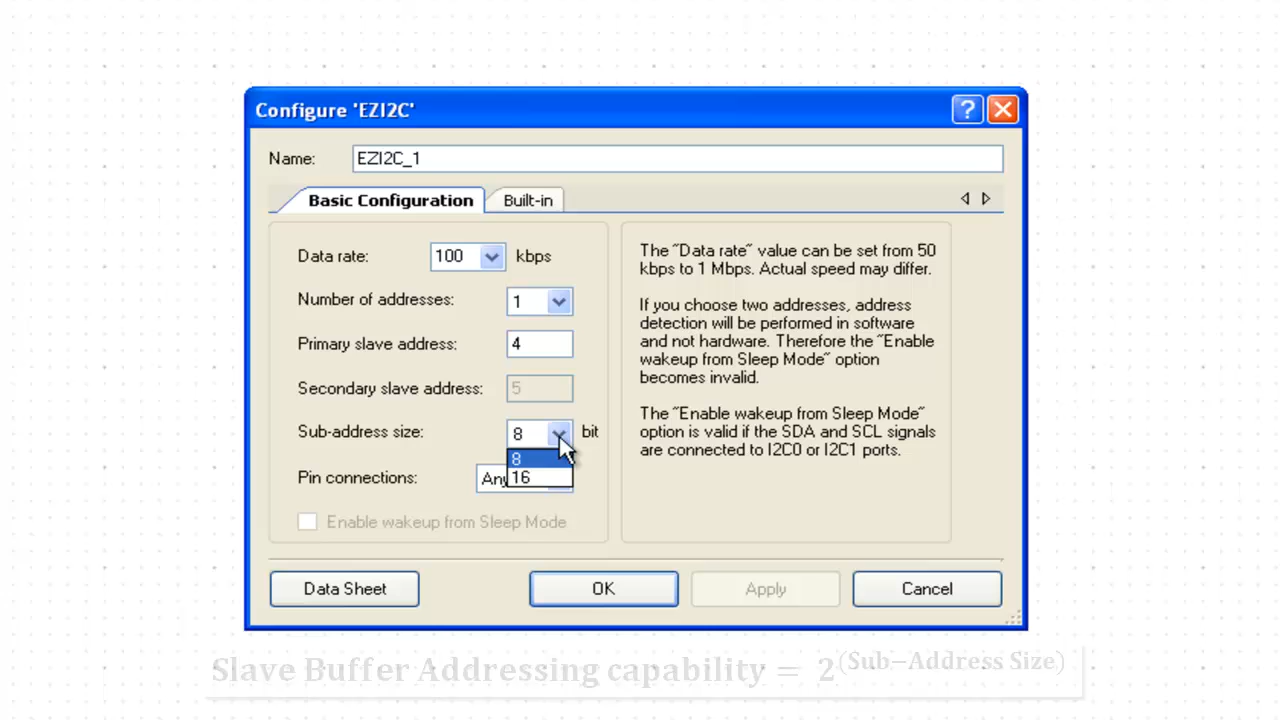 Configure 'EZI2C'
?
Name: EZI2C_1
Basic Configuration Built-in
Data rate: 100 kbps
Number of addresses: 1
Primary slave address: 4
Secondary slave address: 5
Sub-address size: 8 bit
8
16
Pin connections: Any
Enable wakeup from Sleep Mode
The "Data rate" value can be set from 50
kbps to 1 Mbps. Actual speed may differ.
If you choose two addresses, address
detection will be performed in software
and not hardware. Therefore the "Enable
wakeup from Sleep Mode" option
becomes invalid.
The "Enable wakeup from Sleep Mode"
option is valid if the SDA and SCL signals
are connected to I2C0 or I2C1 ports.
Data Sheet OK Apply Cancel
Slave Buffer Addressing capability = 2^(Sub−Address Size)